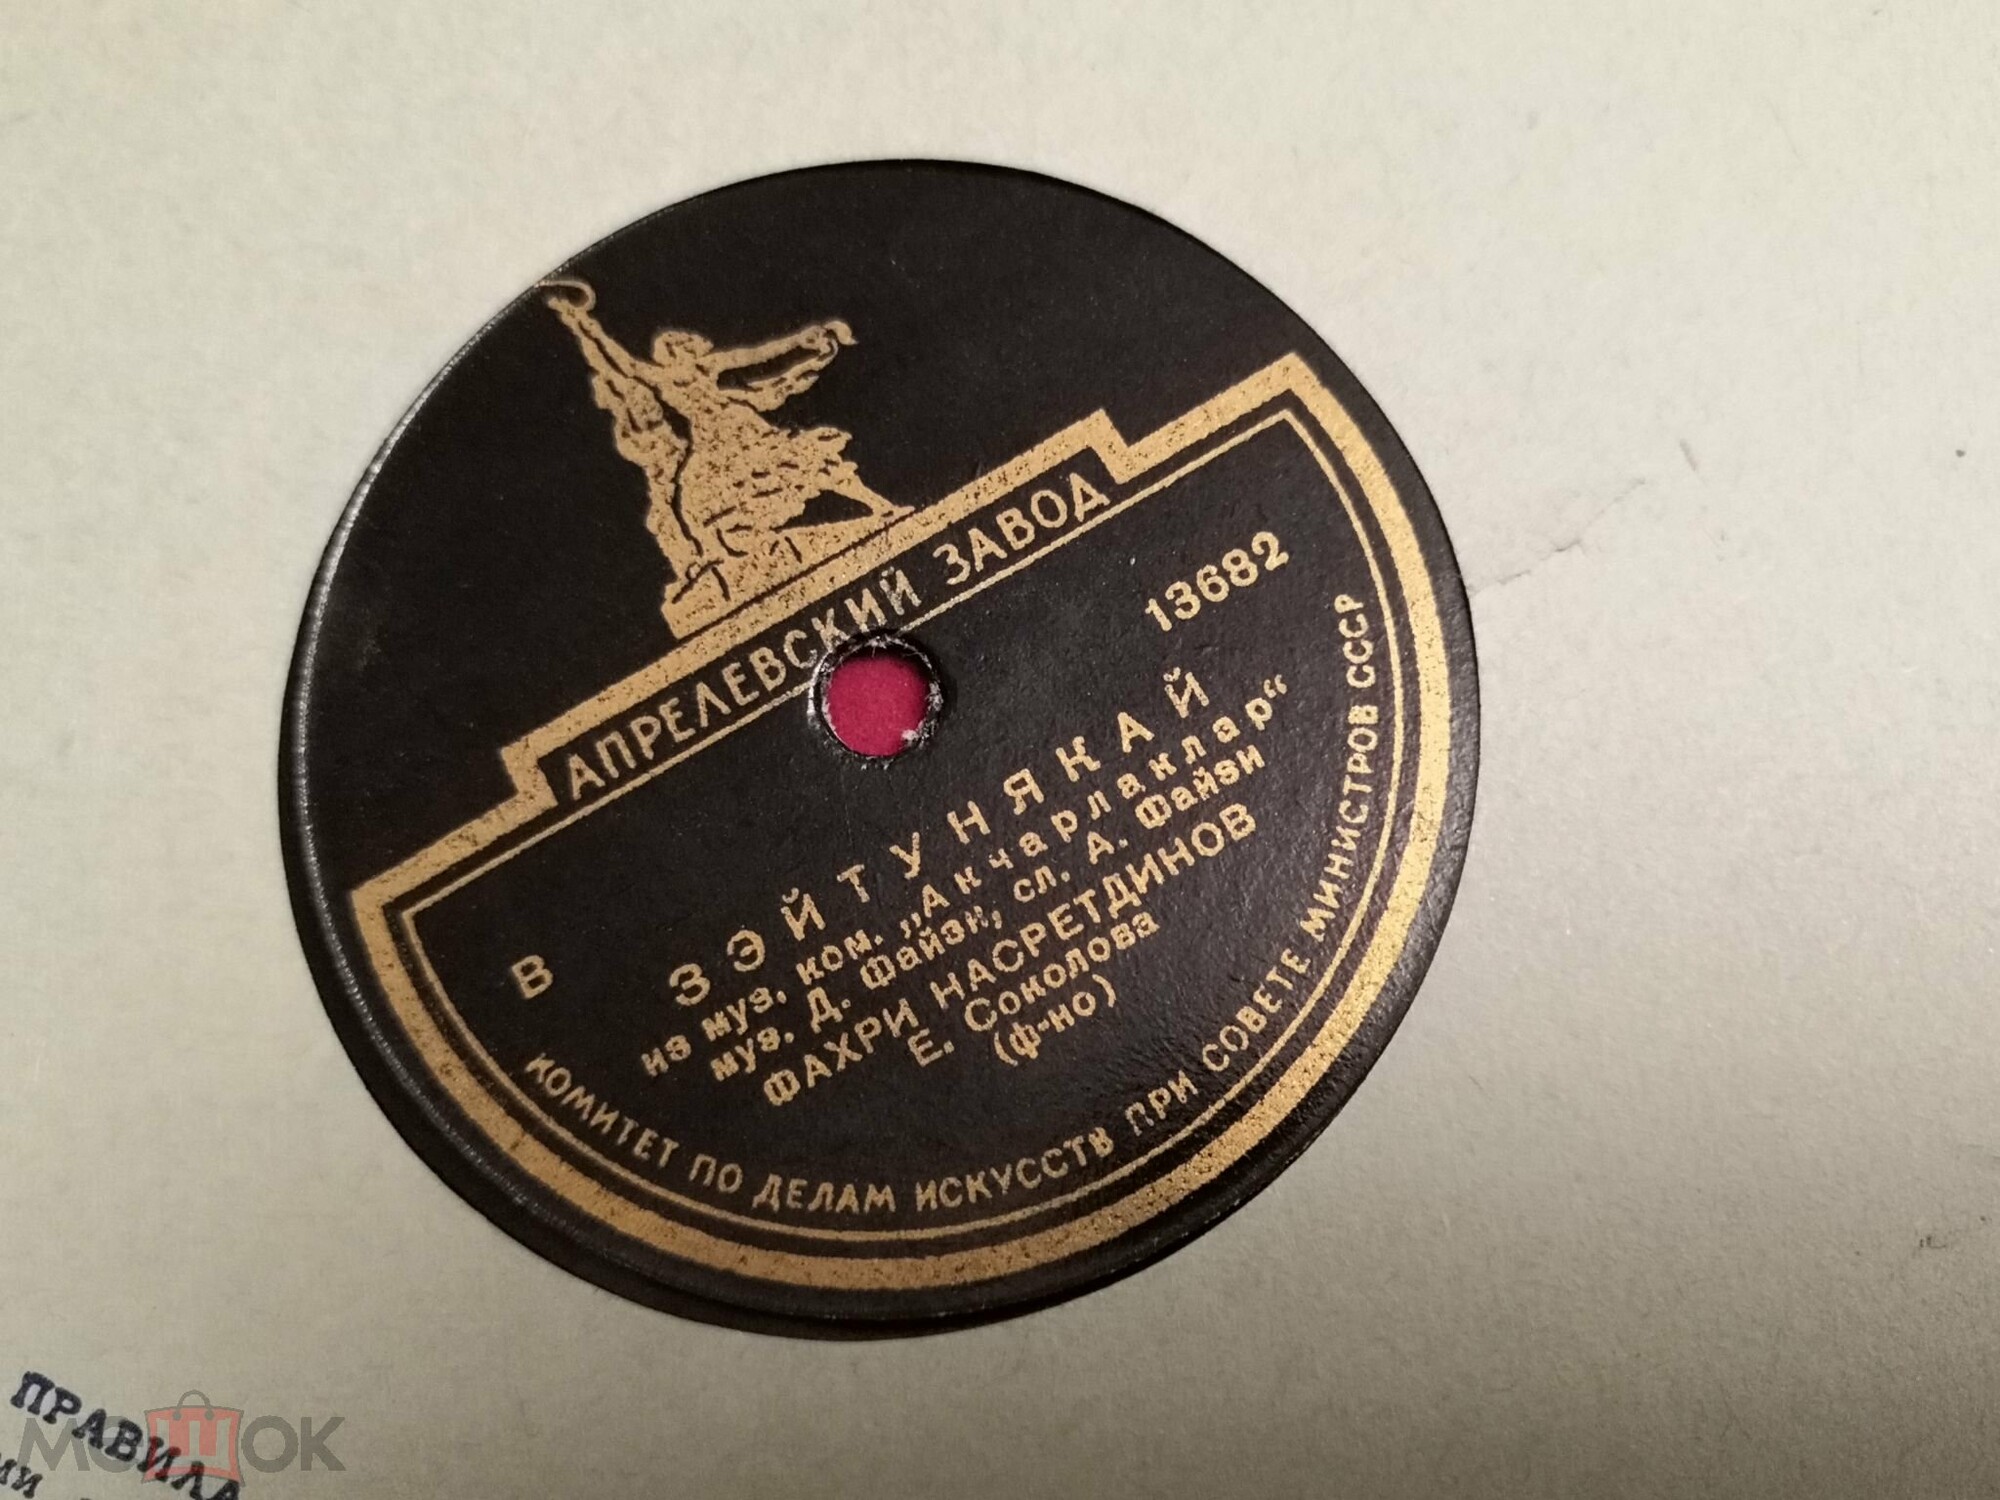 АПРЕЛЕВСКИЙ ЗАВОД
13682
В
ЗЭЙТУНЯКАЙ
из муз. ком. „Акчарлаклар“
муз. Д. Файзи, сл. А. Файзи
ФАХРИ НАСРЕТДИНОВ
Е. Соколова
(ф-но)
КОМИТЕТ ПО ДЕЛАМ ИСКУССТВ ПРИ СОВЕТЕ МИНИСТРОВ СССР
ПРАВИЛА
МЕШОК